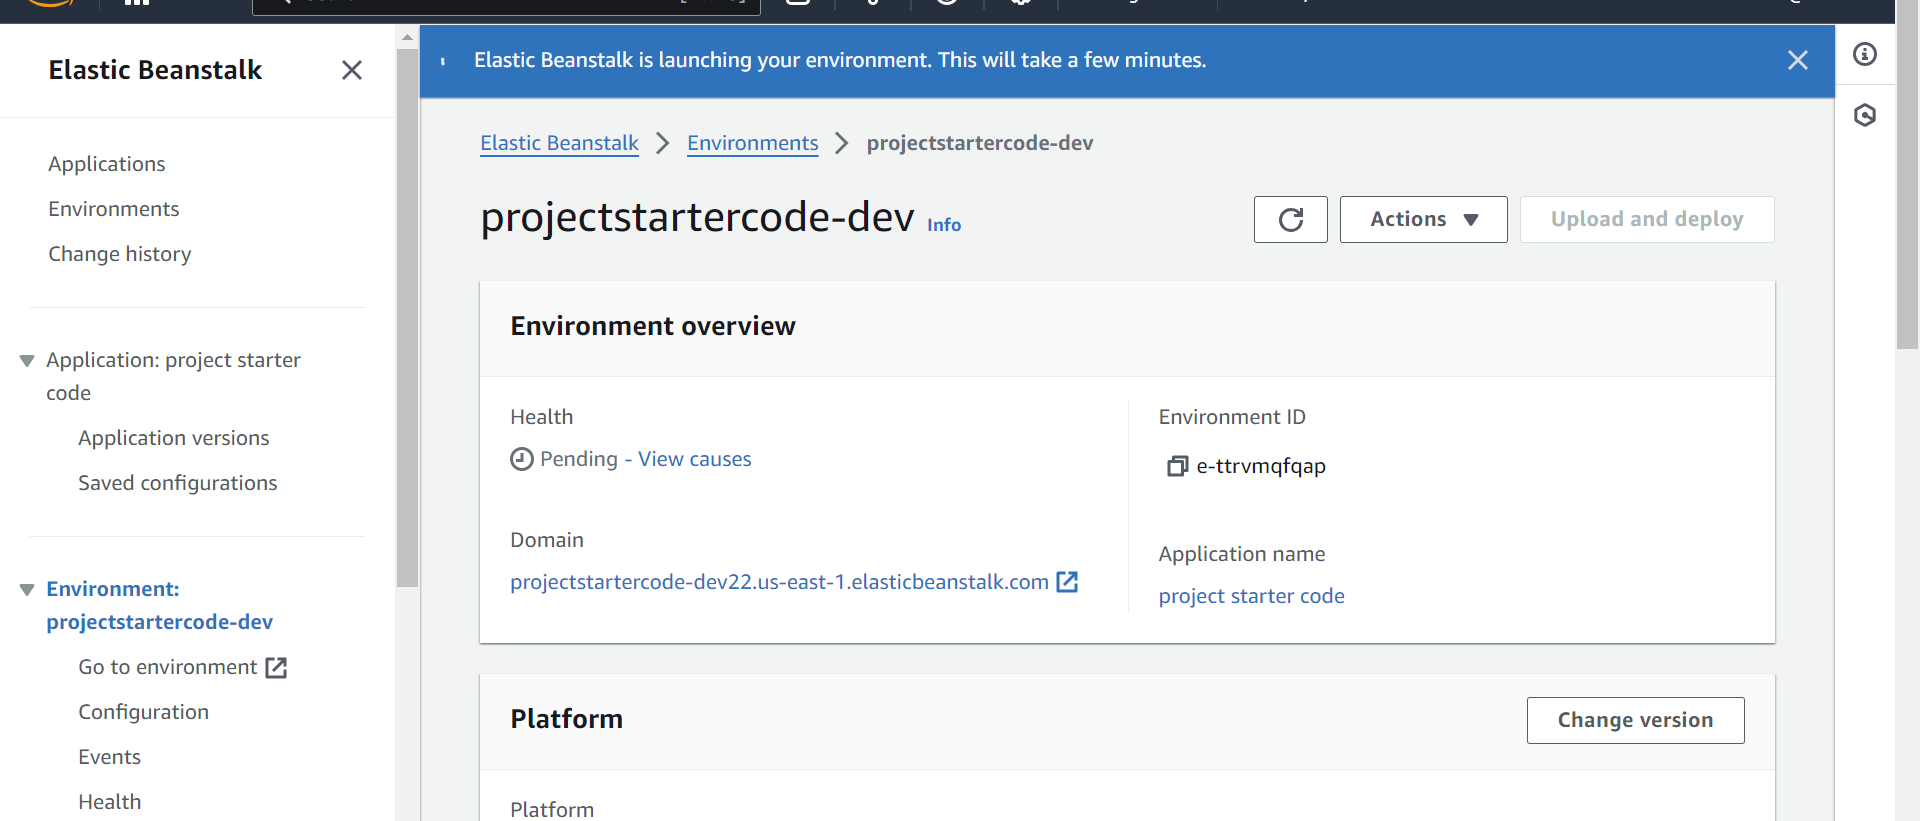 Elastic Beanstalk is launching your environment. This will take a few minutes.
Elastic Beanstalk
Applications
Environments
Change history
Application: project starter
code
Application versions
Saved configurations
Environment:
projectstartercode-dev
Go to environment
Configuration
Events
Health
Elastic Beanstalk > Environments > projectstartercode-dev
projectstartercode-dev Info
Actions
Upload and deploy
Environment overview
Health
Pending - View causes
Domain
projectstartercode-dev22.us-east-1.elasticbeanstalk.com
Environment ID
e-ttrvmqfqap
Application name
project starter code
Platform
Change version
Platform